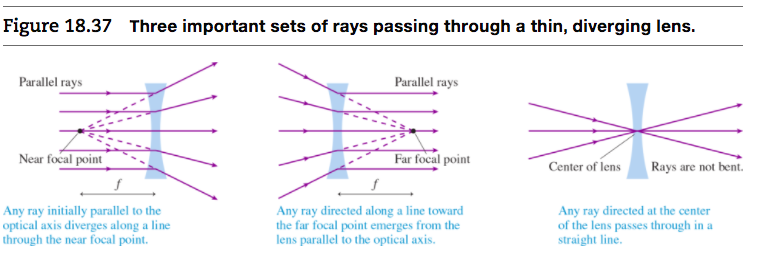 Figure 18.37 Three important sets of rays passing through a thin, diverging lens.
Parallel rays
Near focal point
f
Any ray initially parallel to the
optical axis diverges along a line
through the near focal point.
Parallel rays
Far focal point
f
Any ray directed along a line toward
the far focal point emerges from the
lens parallel to the optical axis.
Center of lens
Rays are not bent.
Any ray directed at the center
of the lens passes through in a
straight line.